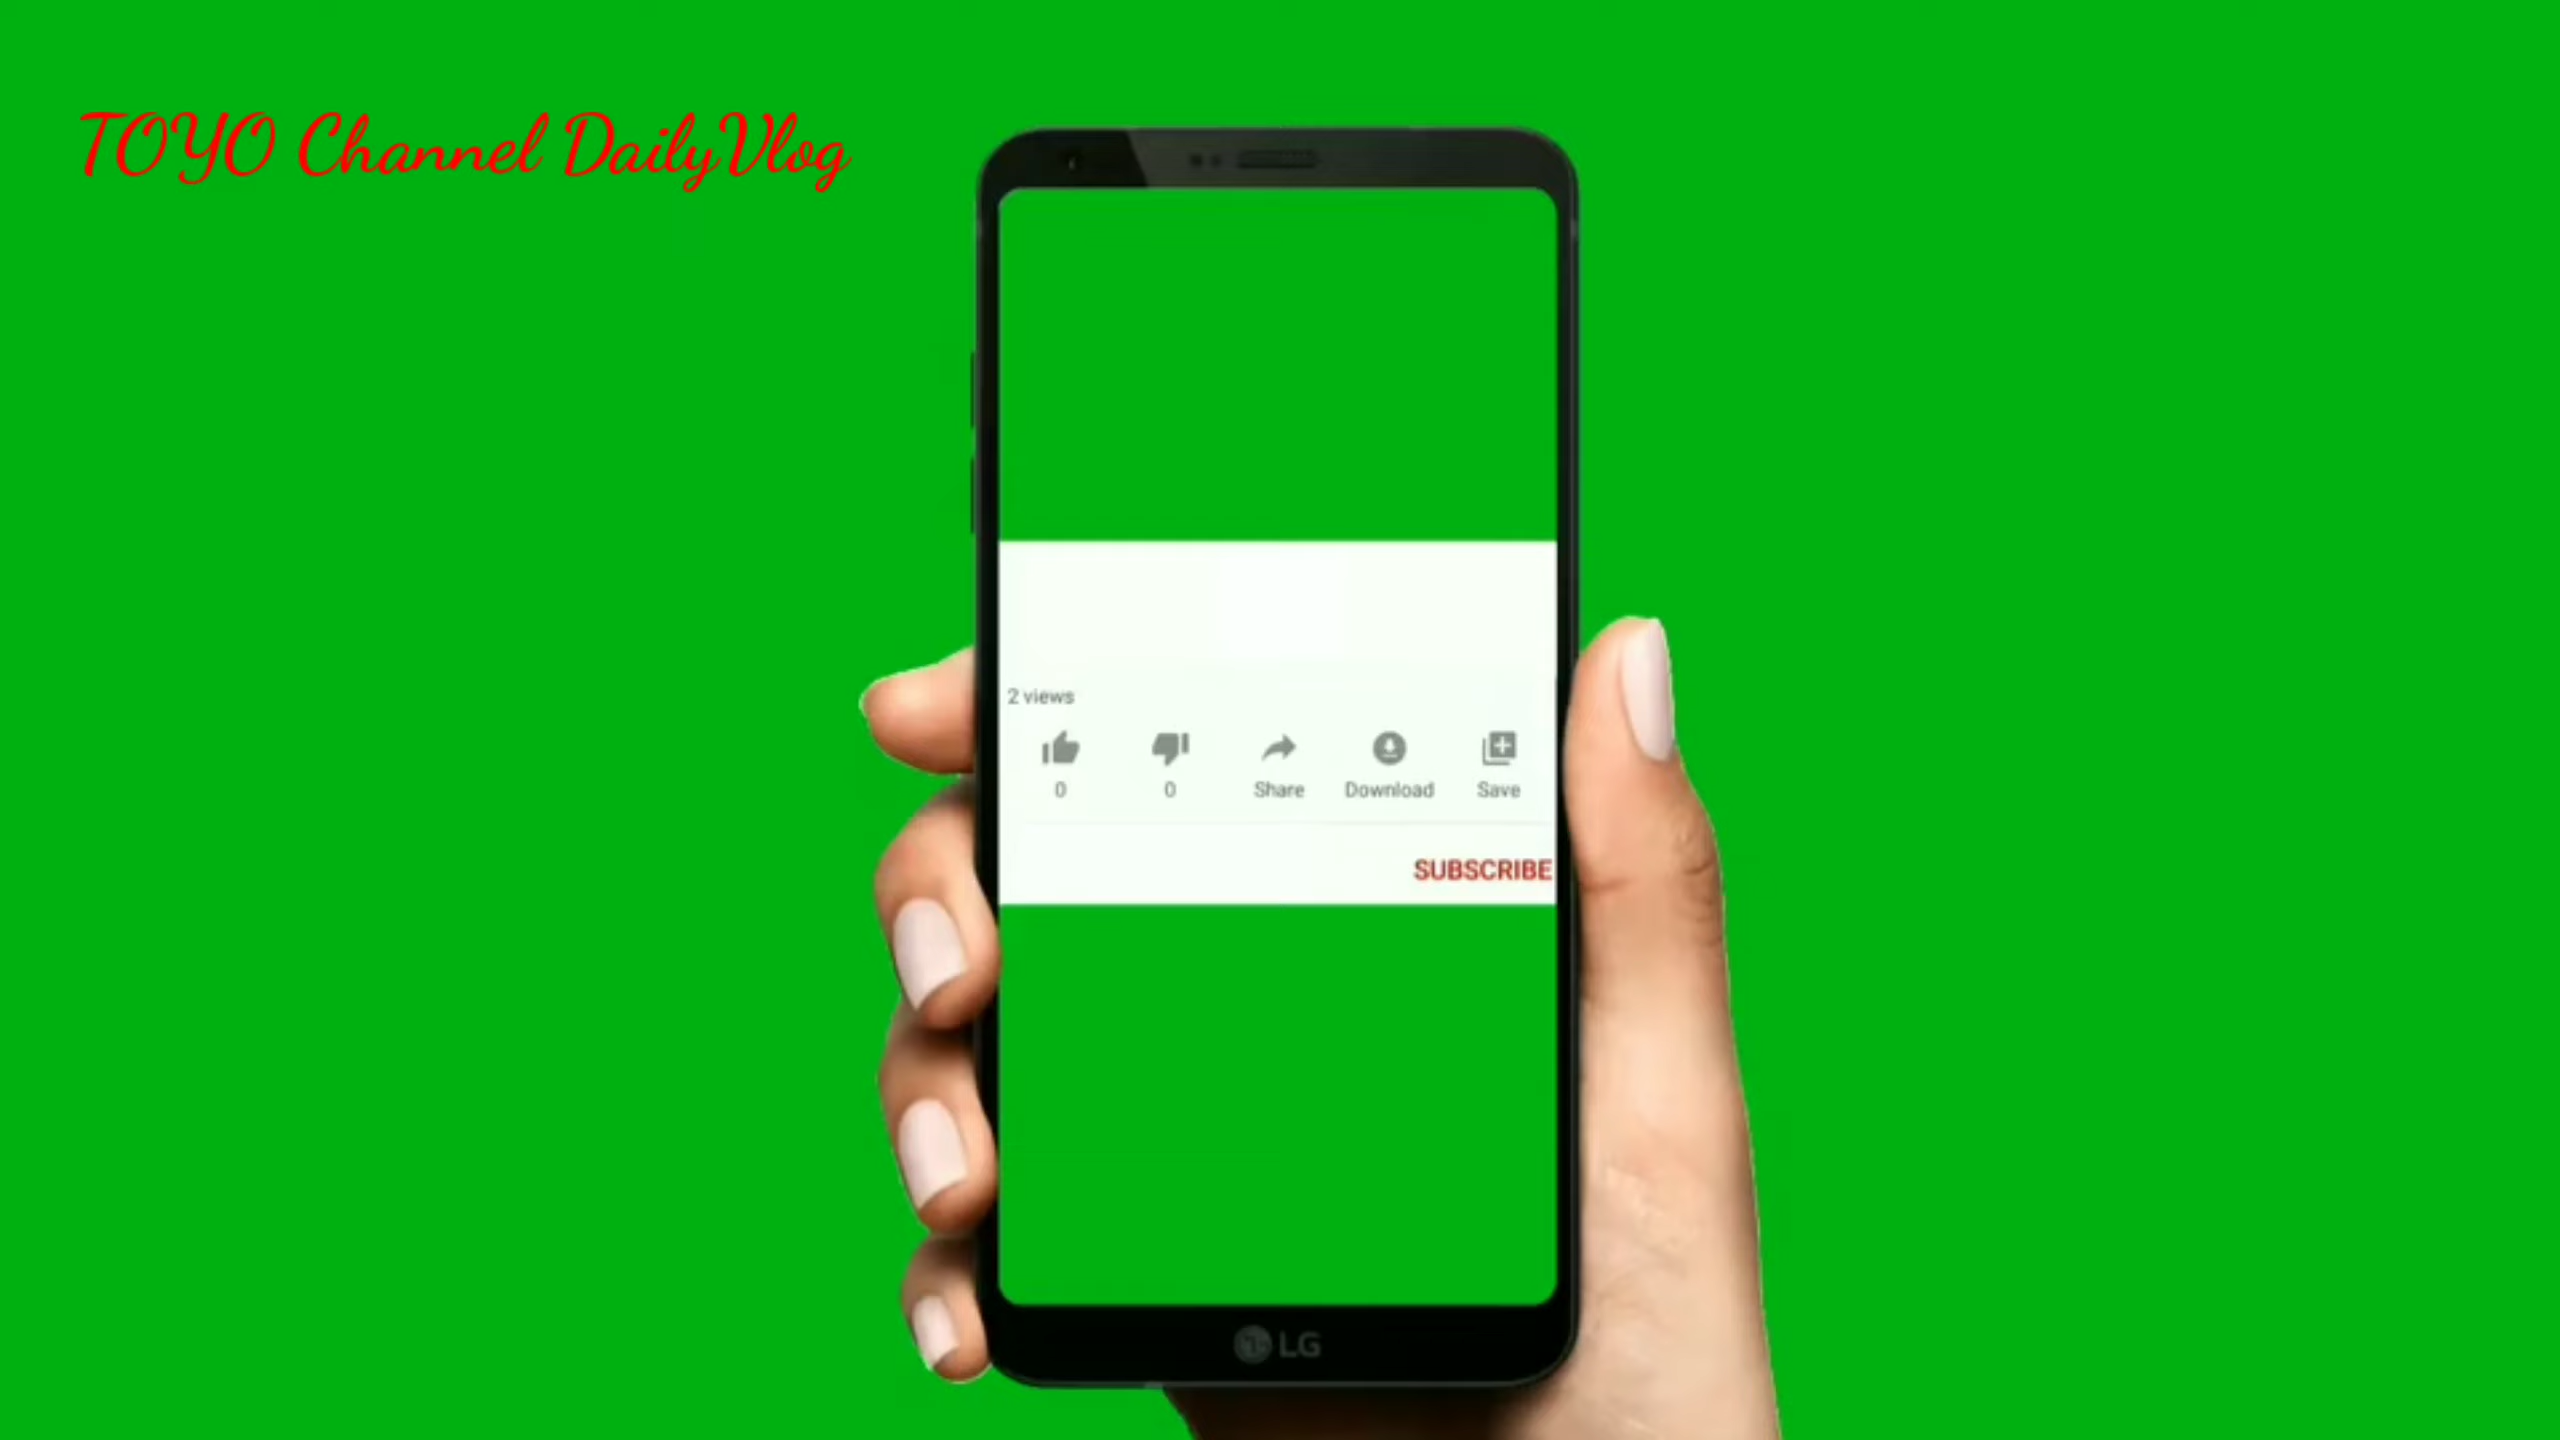 TOYO Channel DailyVlog
2 views
0 0 Share Download Save
SUBSCRIBE
LG